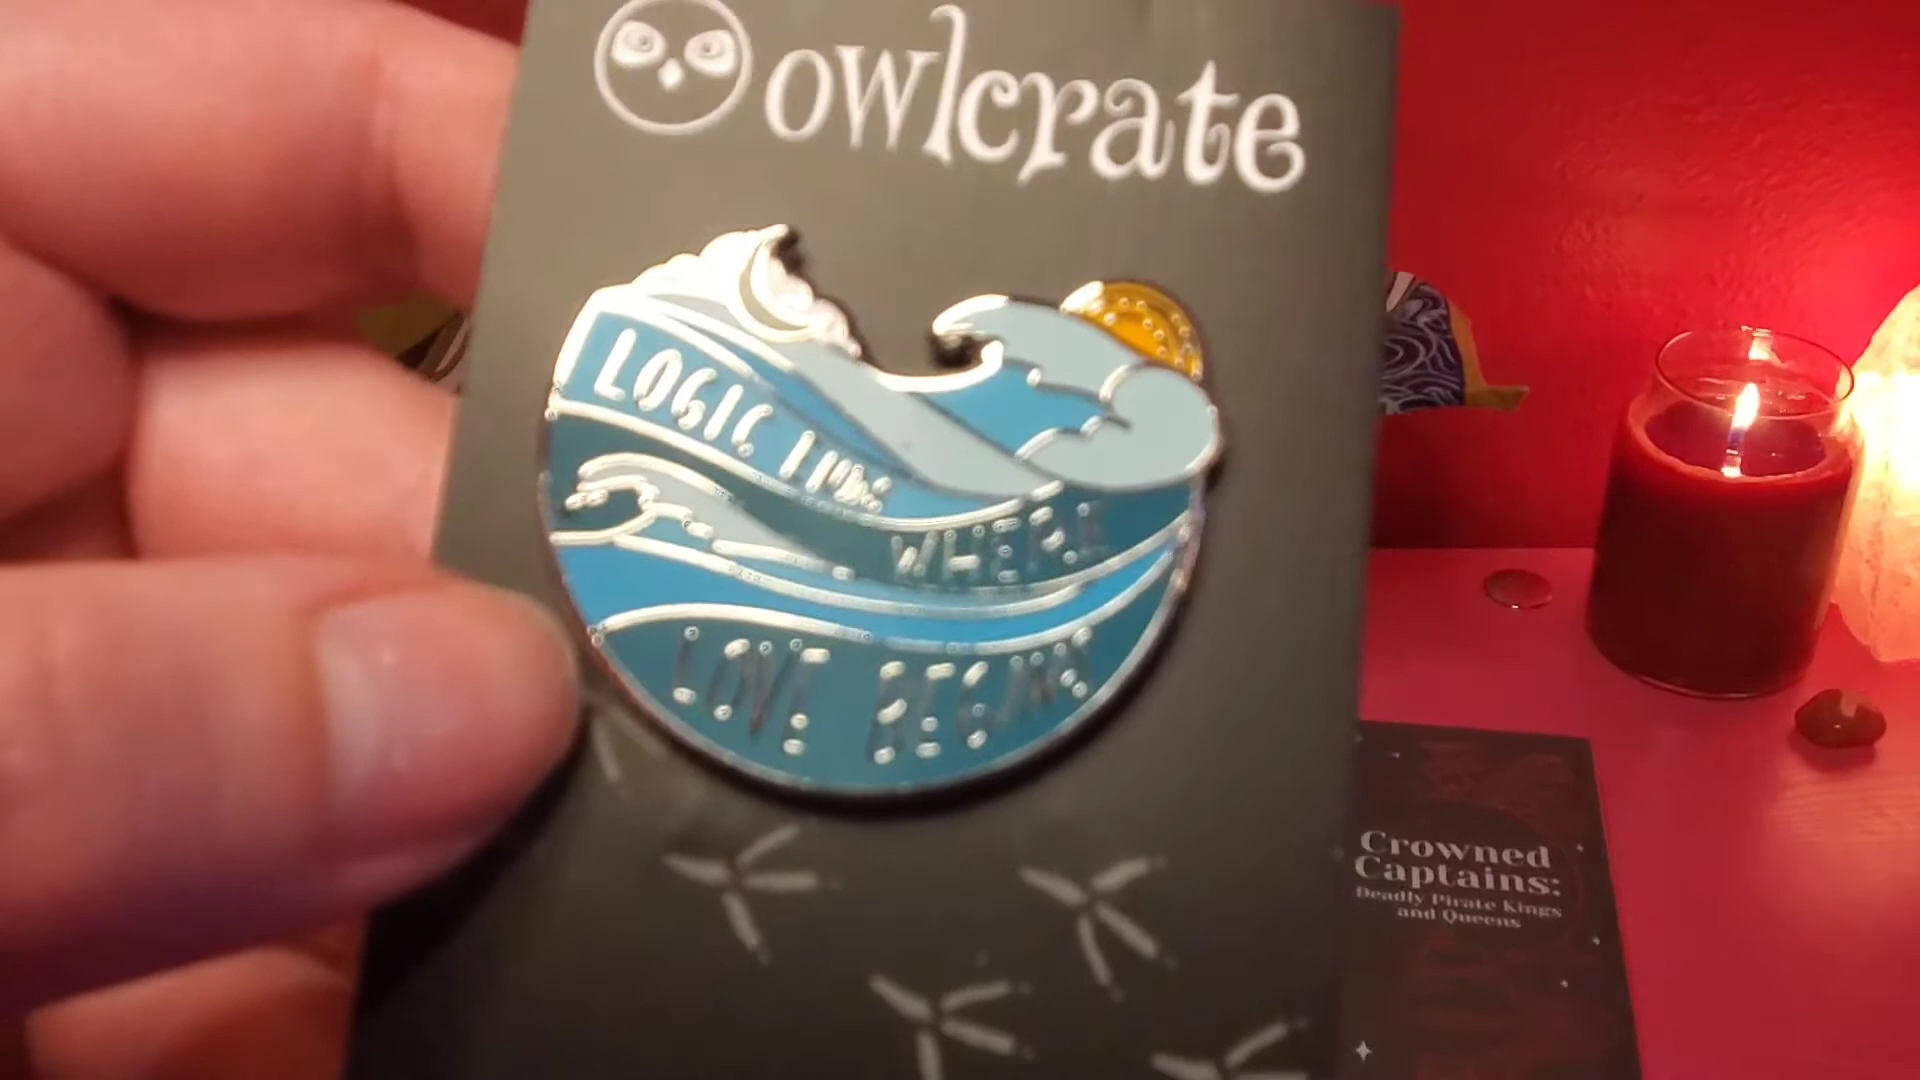 owlcrate
LOGIC ENDS
WHERE
LOVE BEGINS
Crowned
Captains:
Deadly Pirate Kings
and Queens